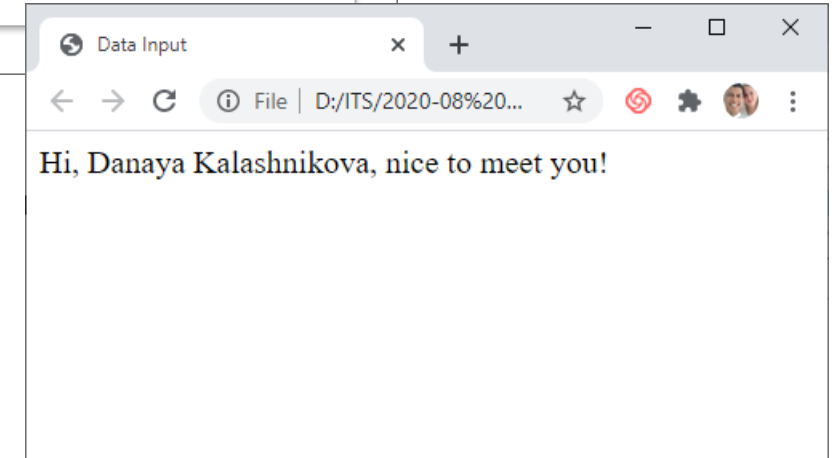 Data Input
File D:/ITS/2020-08%20...
Hi, Danaya Kalashnikova, nice to meet you!